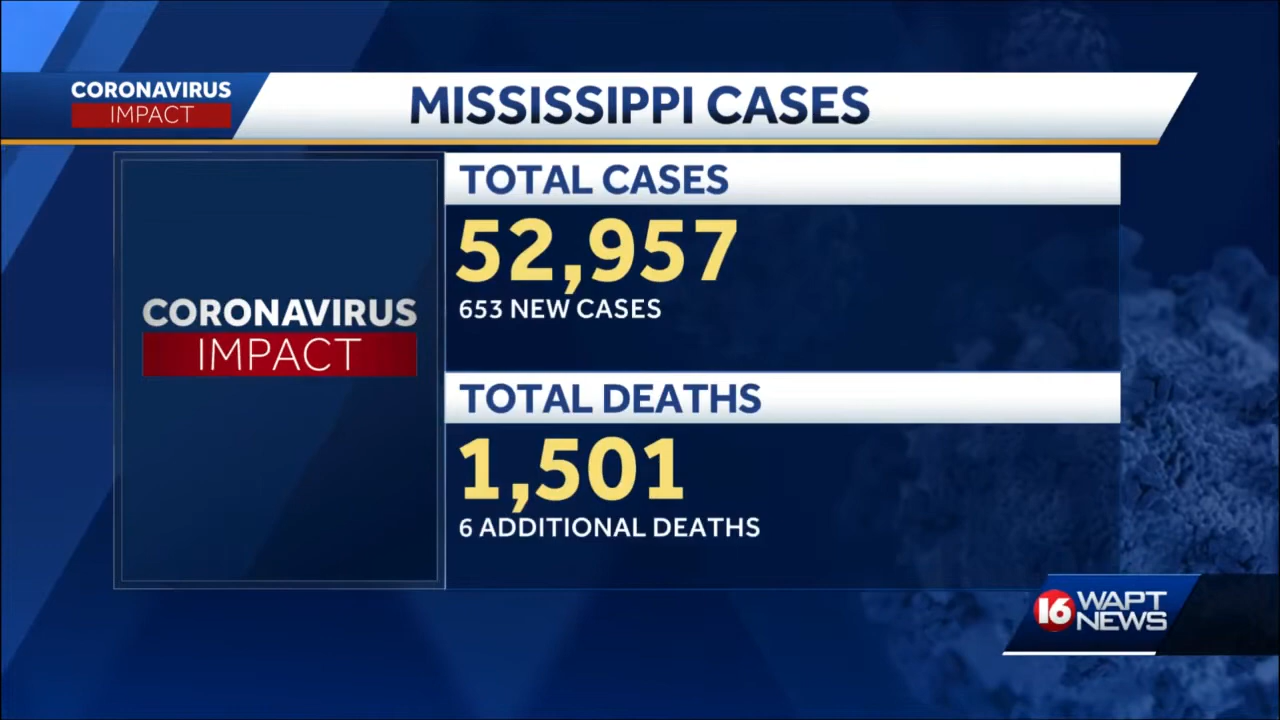 CORONAVIRUS
IMPACT
MISSISSIPPI CASES
CORONAVIRUS
IMPACT
TOTAL CASES
52,957
653 NEW CASES
TOTAL DEATHS
1,501
6 ADDITIONAL DEATHS
16 WAPT
NEWS